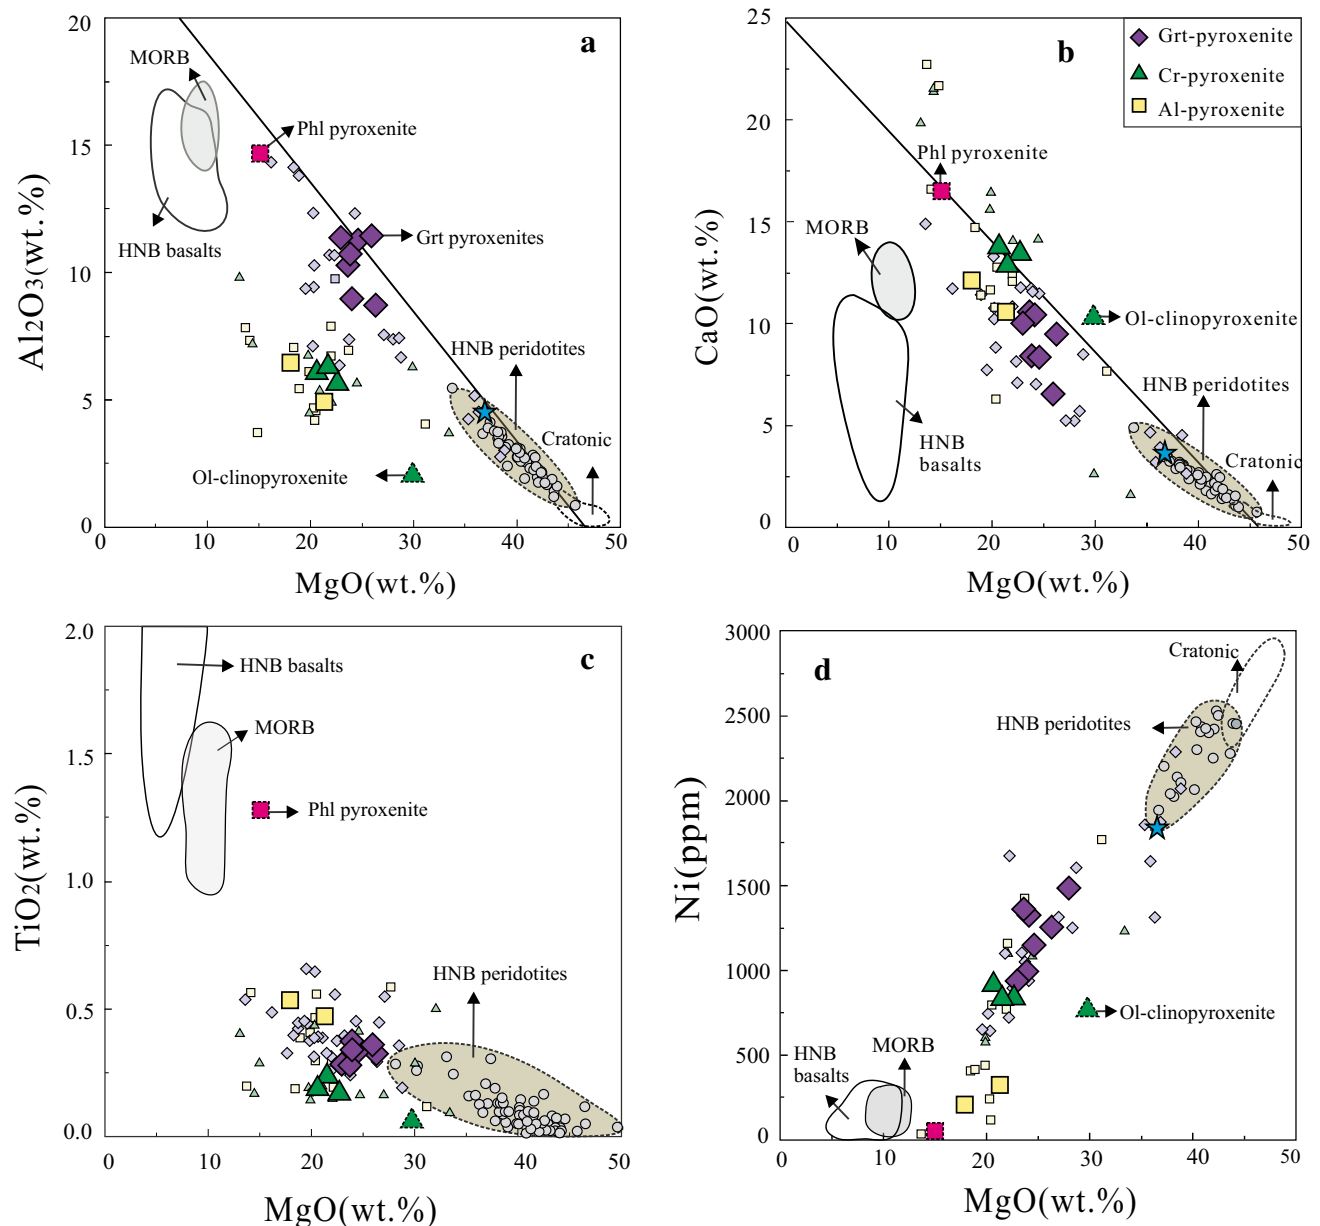 a
20
15
10
5
0
0
10
20
30
40
50
Al2O3(wt.%)
MgO(wt.%)
MORB
HNB basalts
Phl pyroxenite
Grt pyroxenites
HNB peridotites
Cratonic
Ol-clinopyroxenite
b
Grt-pyroxenite
Cr-pyroxenite
Al-pyroxenite
25
20
15
10
5
0
0
10
20
30
40
50
CaO(wt.%)
MgO(wt.%)
Phl pyroxenite
MORB
Ol-clinopyroxenite
HNB peridotites
HNB
basalts
Cratonic
c
2.0
1.5
1.0
0.5
0.0
0
10
20
30
40
50
TiO2(wt.%)
MgO(wt.%)
HNB basalts
MORB
Phl pyroxenite
HNB peridotites
d
3000
2500
2000
1500
1000
500
0
0
10
20
30
40
50
Ni(ppm)
MgO(wt.%)
Cratonic
HNB peridotites
Ol-clinopyroxenite
MORB
HNB
basalts